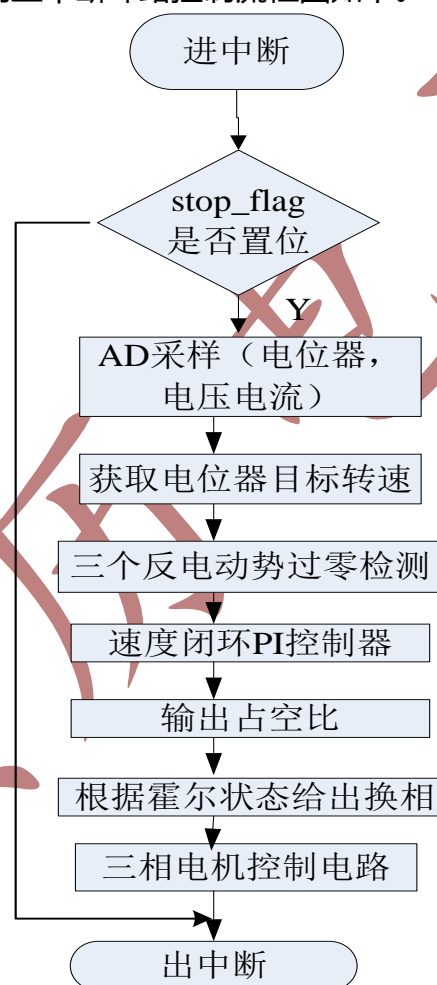 进中断
stop_flag
是否置位
Y
AD采样（电位器，
电压电流）
获取电位器目标转速
三个反电动势过零检测
速度闭环PI控制器
输出占空比
根据霍尔状态给出换相
三相电机控制电路
出中断